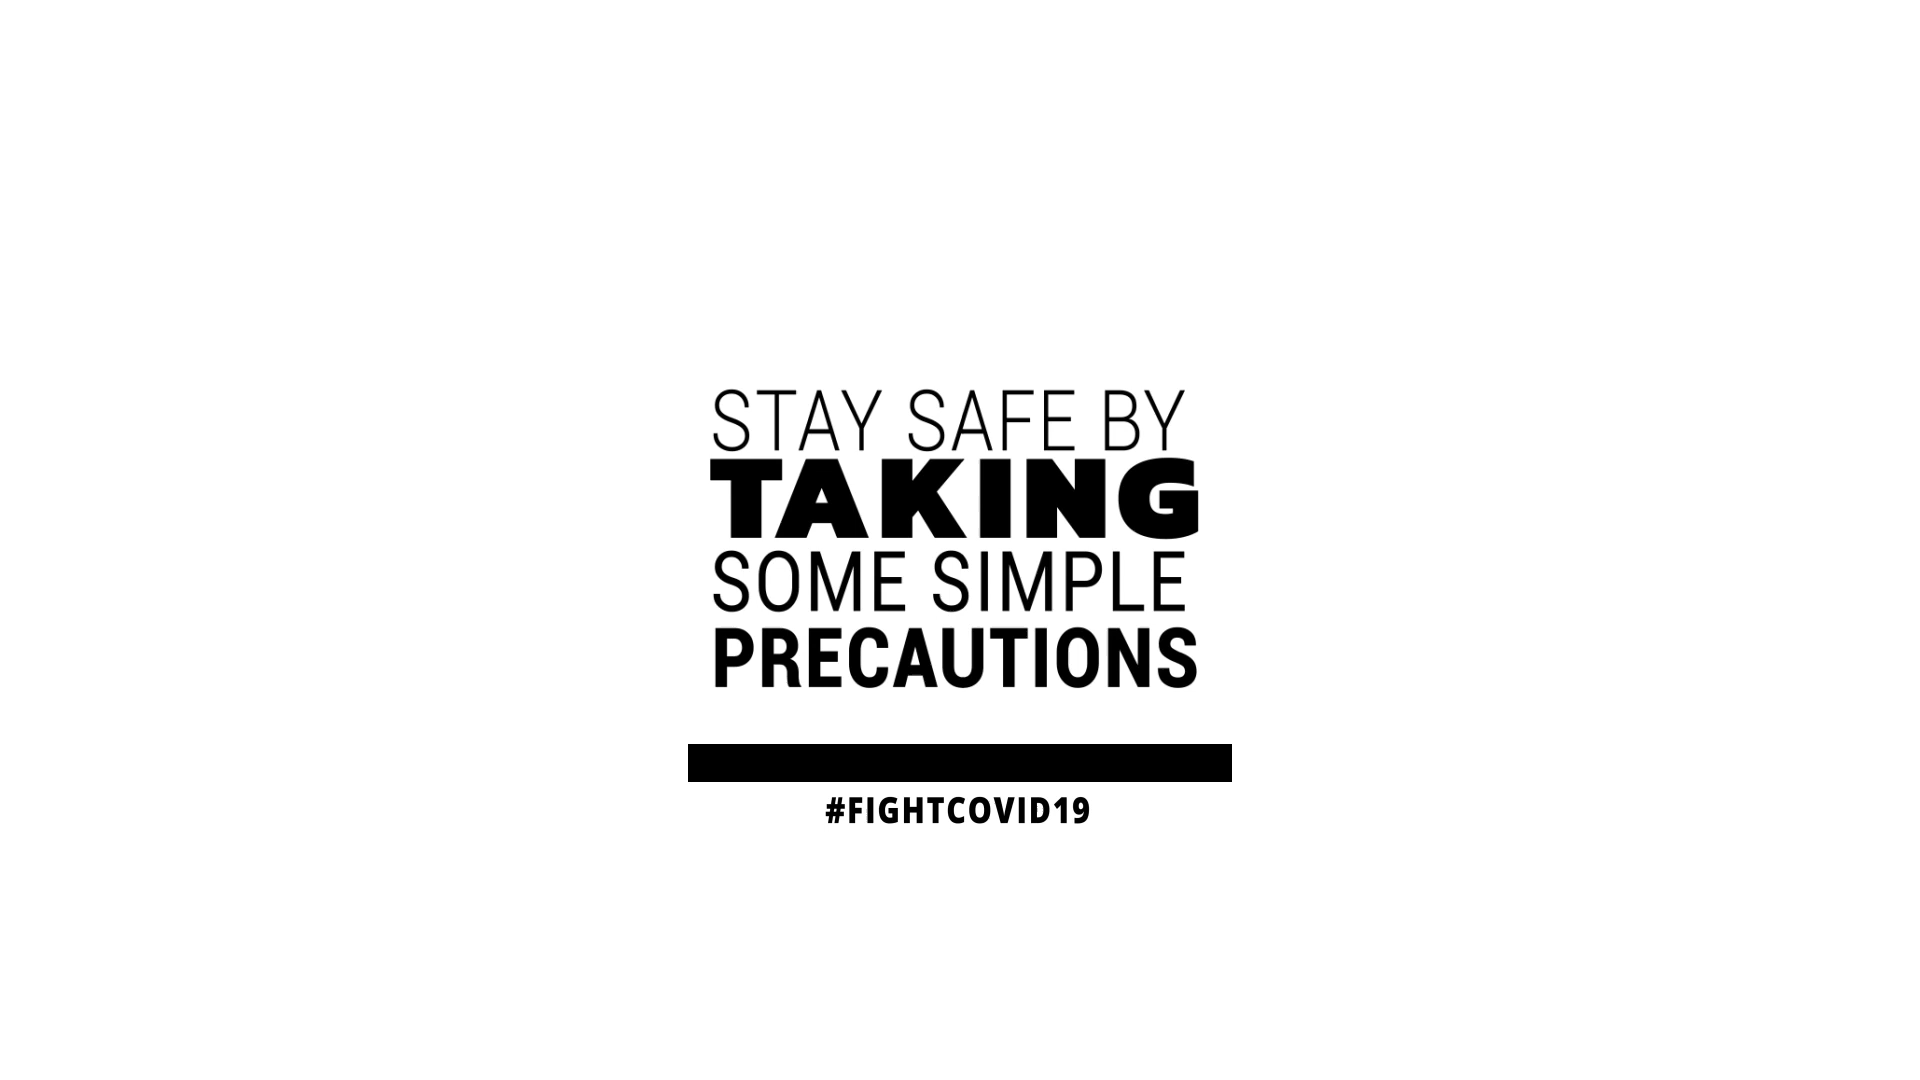 STAY SAFE BY
TAKING
SOME SIMPLE
PRECAUTIONS
#FIGHTCOVID19